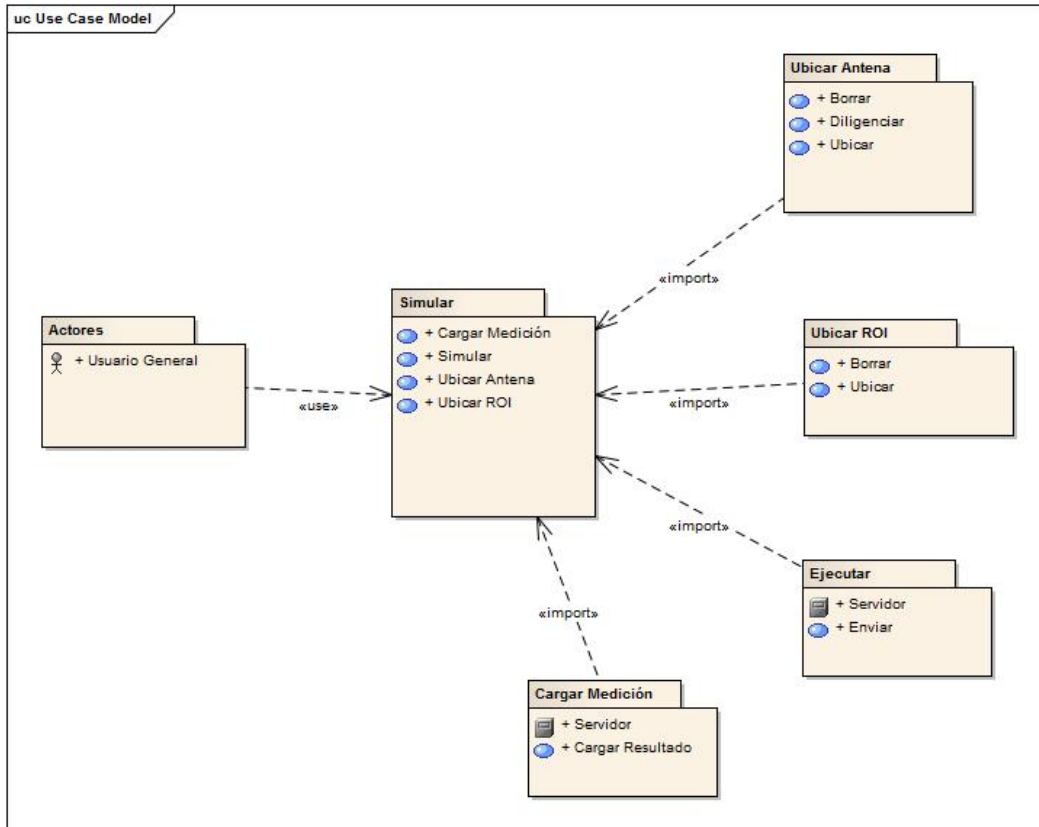 uc Use Case Model
Ubicar Antena
+ Borrar
+ Diligenciar
+ Ubicar
«import»
Simular
+ Cargar Medición
+ Simular
+ Ubicar Antena
+ Ubicar ROI
Actores
+ Usuario General
«use»
Ubicar ROI
+ Borrar
+ Ubicar
«import»
«import»
Ejecutar
+ Servidor
+ Enviar
«import»
Cargar Medición
+ Servidor
+ Cargar Resultado